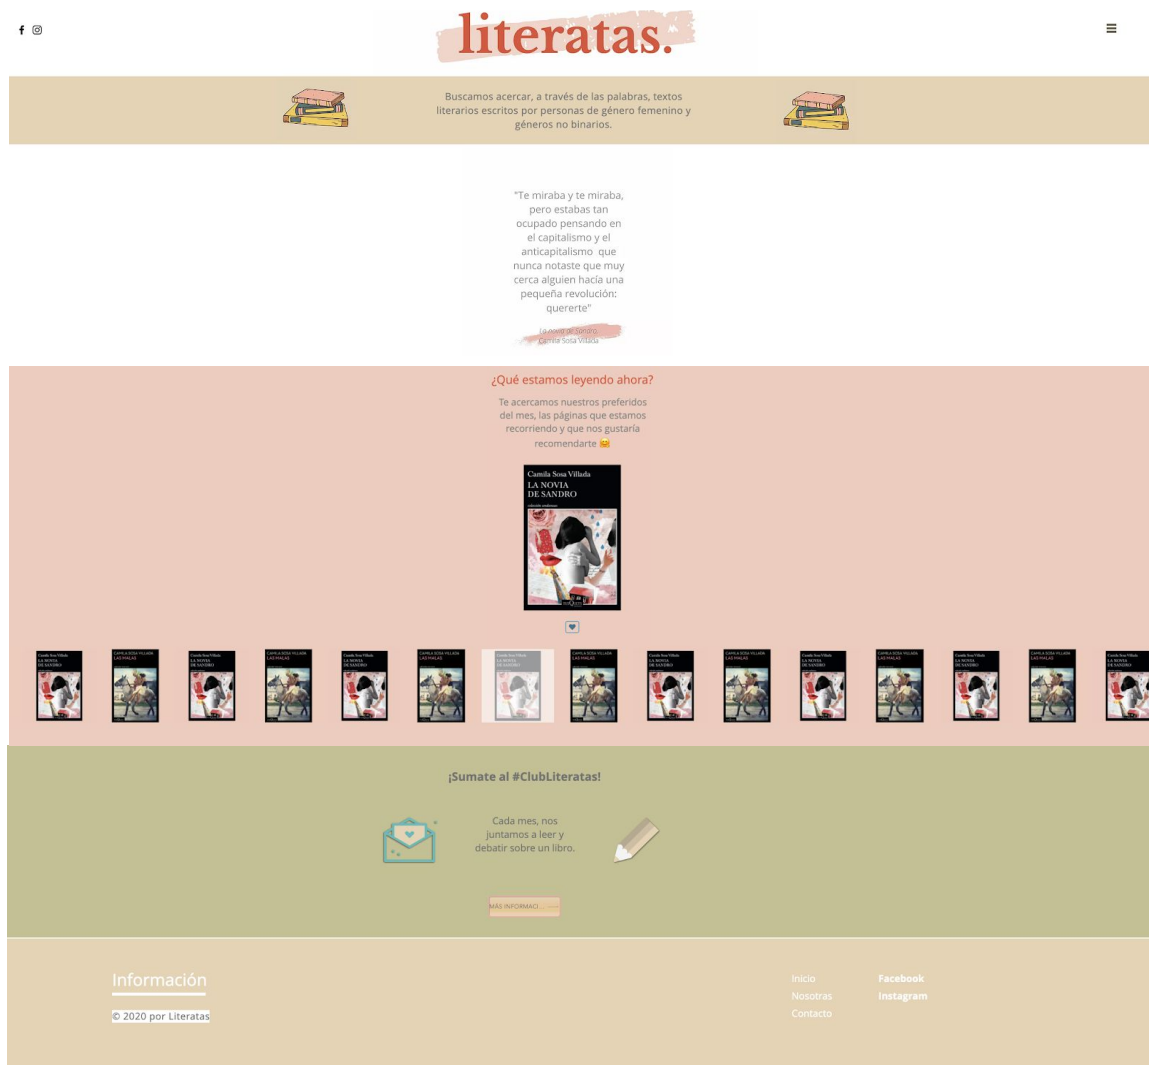 literatas.
Buscamos acercar, a través de las palabras, textos
literarios escritos por personas de género femenino y
géneros no binarios.
"Te miraba y te miraba,
pero estabas tan
ocupado pensando en
el capitalismo y el
anticapitalismo que
nunca notaste que muy
cerca alguien hacía una
pequeña revolución:
quererte"
La novia de Sandro
Camila Sosa Villada
¿Qué estamos leyendo ahora?
Te acercamos nuestros preferidos
del mes, las páginas que estamos
recorriendo y que nos gustaría
recomendarte 🤗
Camila Sosa Villada
LA NOVIA
DE SANDRO
¡Sumate al #ClubLiteratas!
Cada mes, nos
juntamos a leer y
debatir sobre un libro.
MÁS INFORMACI...
Información
© 2020 por Literatas
Inicio
Nosotras
Contacto
Facebook
Instagram